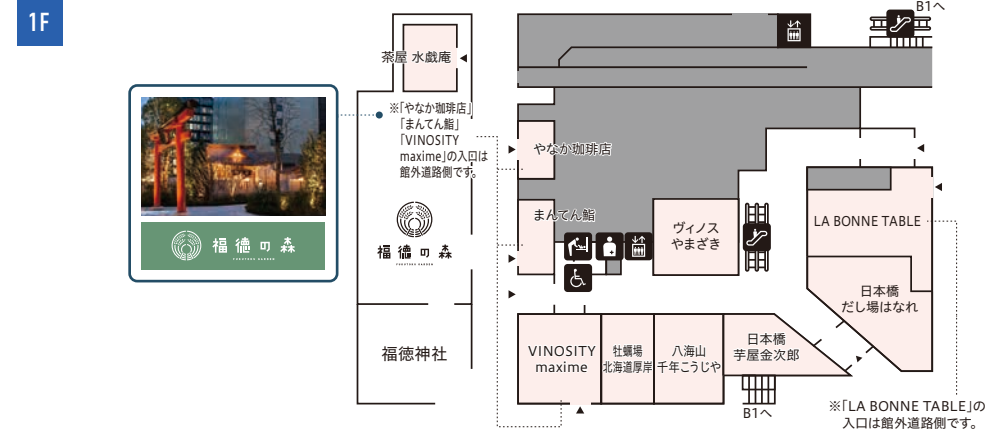 1F
B1へ
茶屋 水戯庵
※「やなか珈琲店」
「まんてん鮨」
「VINOSITY
maxime」の入口は
館外道路側です。
やなか珈琲店
まんてん鮨
ヴィノス
やまざき
LA BONNE TABLE
福徳の森
福徳の森
日本橋
だし場はなれ
福徳神社
VINOSITY
maxime
牡蠣場
北海道厚岸
八海山
千年こうじや
日本橋
芋屋金次郎
B1へ
※「LA BONNE TABLE」の
入口は館外道路側です。